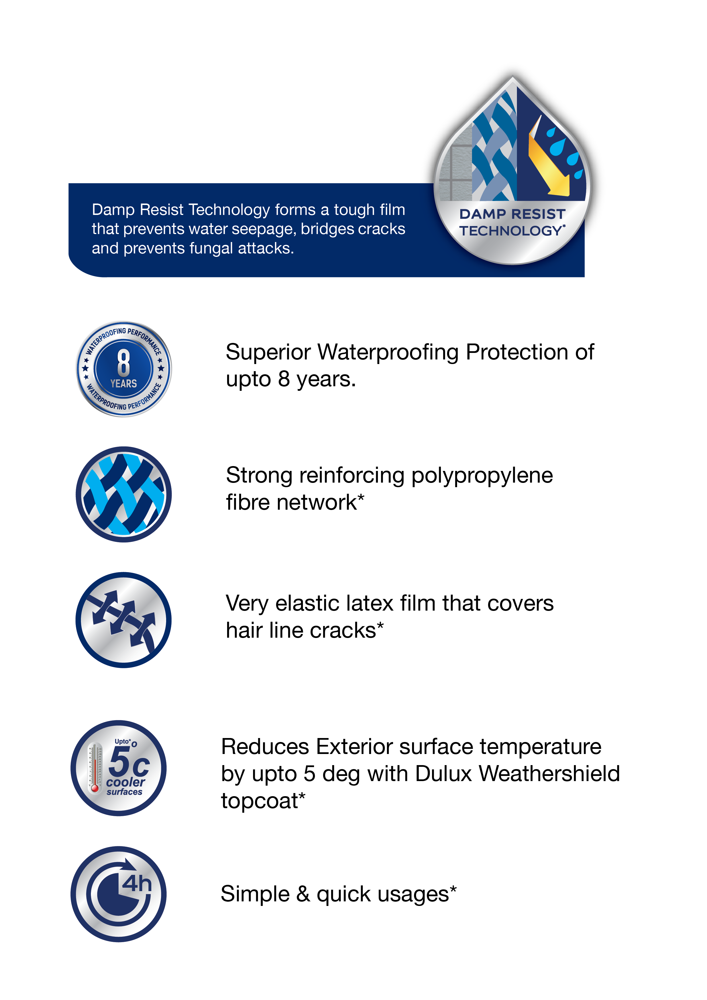 DAMP RESIST
TECHNOLOGY*
Damp Resist Technology forms a tough film
that prevents water seepage, bridges cracks
and prevents fungal attacks.
WATERPROOFING PERFORMANCE
8
YEARS
WATERPROOFING PERFORMANCE
Superior Waterproofing Protection of
upto 8 years.
Strong reinforcing polypropylene
fibre network*
Very elastic latex film that covers
hair line cracks*
Upto*
5°c
cooler
surfaces
Reduces Exterior surface temperature
by upto 5 deg with Dulux Weathershield
topcoat*
4h
Simple & quick usages*